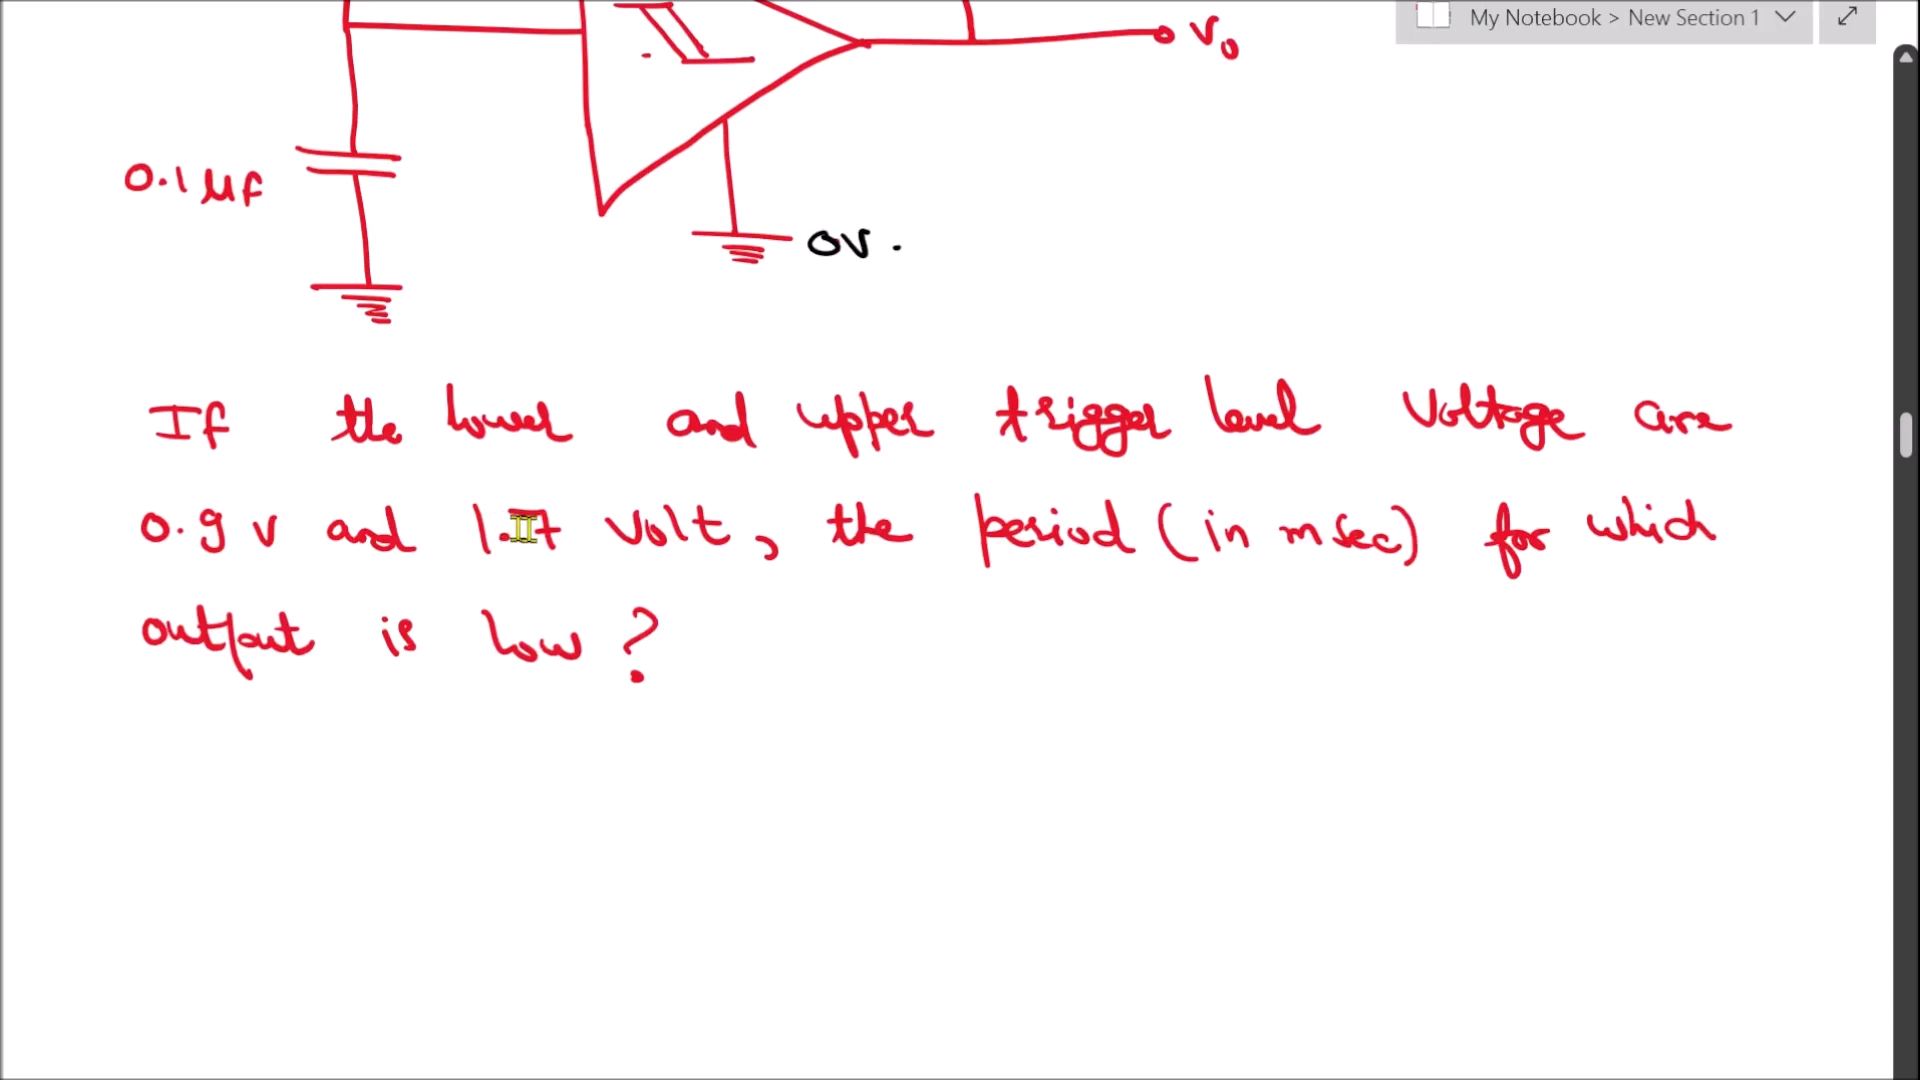 My Notebook > New Section 1
V₀
0.1 μf
0V.
If the lower and upper trigger level Voltage are
0.9 V and 1.7 Volt, the period (in msec) for which
output is low ?